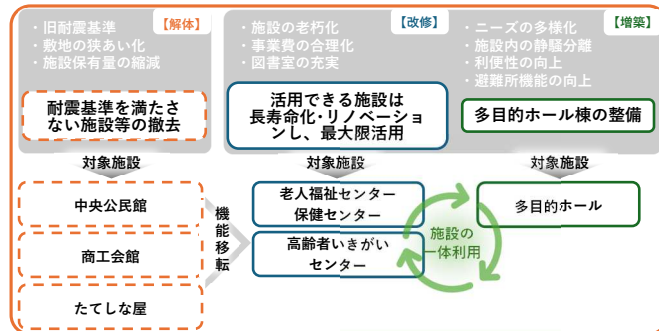 ・旧耐震基準
・敷地の狭あい化
・施設保有量の縮減
【解体】
耐震基準を満たさ
ない施設等の撤去
対象施設
中央公民館
商工会館
たてしな屋
機能移転
・施設の老朽化
・事業費の合理化
・図書室の充実
【改修】
活用できる施設は
長寿命化・リノベーショ
ンし、最大限活用
対象施設
老人福祉センター
保健センター
高齢者いきがい
センター
施設の
一体利用
・ニーズの多様化
・施設内の静騒分離
・利便性の向上
・避難所機能の向上
【増築】
多目的ホール棟の整備
対象施設
多目的ホール